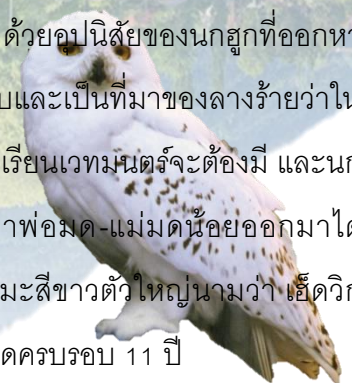 ด้วยอุปนิสัยของนกฮูกที่ออกหา
บและเป็นที่มาของลางร้ายว่าใน
เรียนเวทมนตร์จะต้องมี และนก
าพ่อมด-แม่มดน้อยออกมาได
มะสีขาวตัวใหญ่นามว่า เฮ็ดวิก
ดครบรอบ 11 ปี